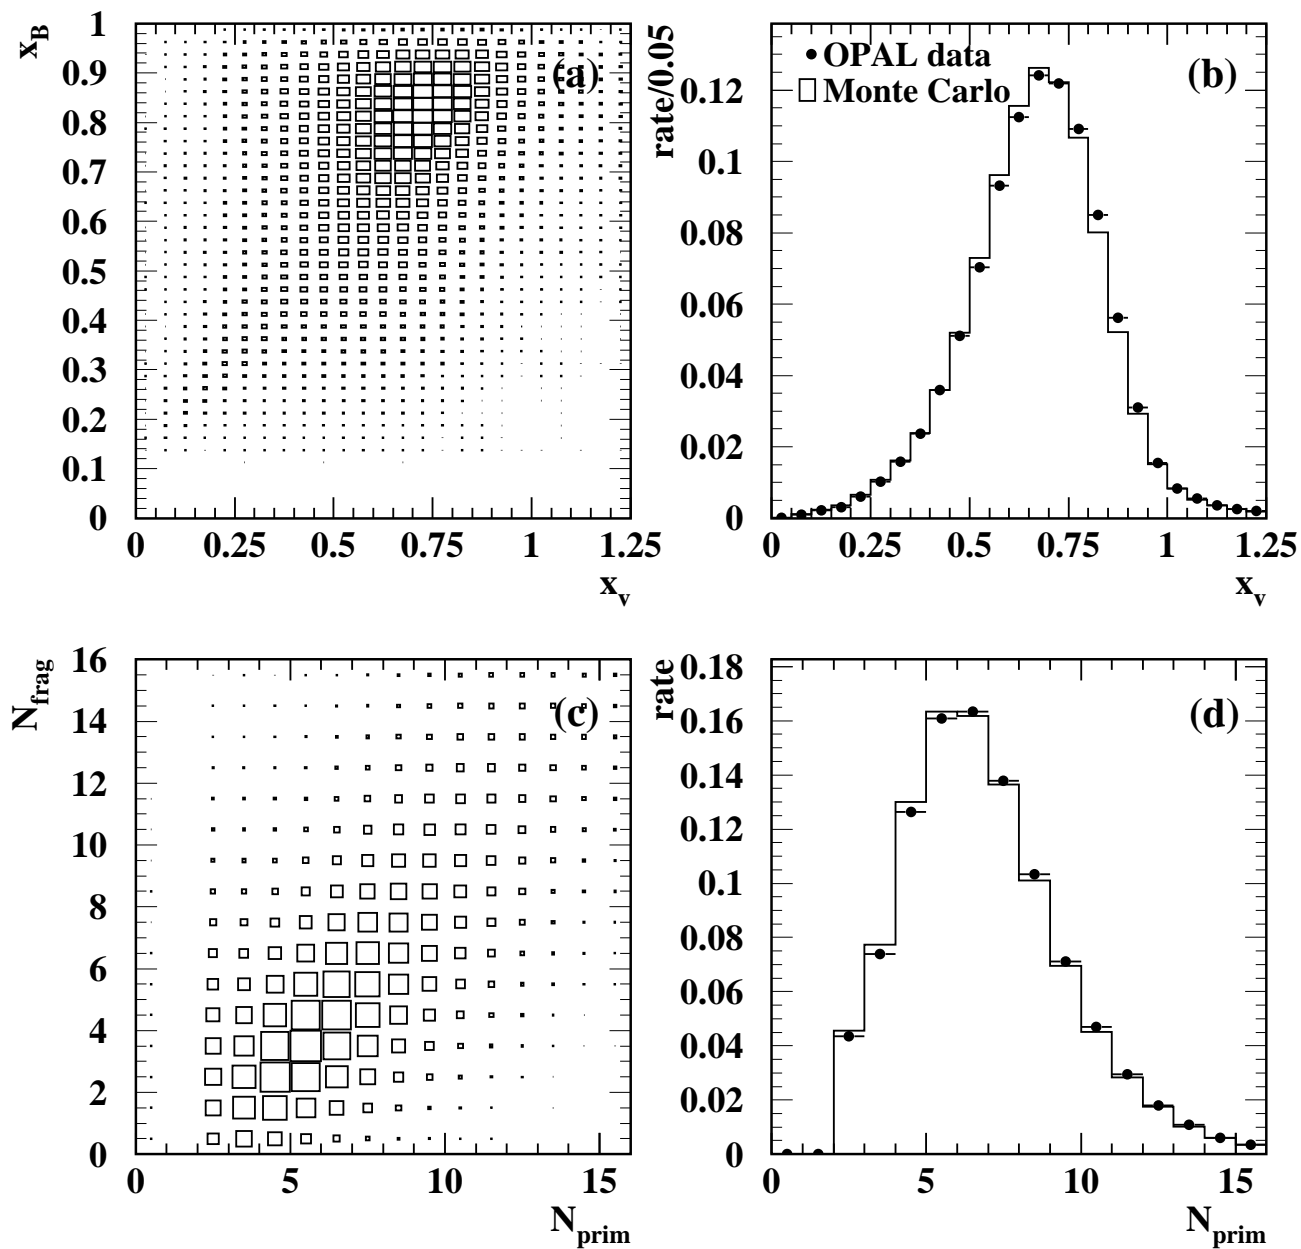 x_B
1
0.9
0.8
0.7
0.6
0.5
0.4
0.3
0.2
0.1
0
(a)
0 0.25 0.5 0.75 1 1.25
x_v
rate/0.05
0.12
0.1
0.08
0.06
0.04
0.02
0
OPAL data
Monte Carlo
(b)
0 0.25 0.5 0.75 1 1.25
x_v
N_frag
16
14
12
10
8
6
4
2
0
(c)
0 5 10 15
N_prim
rate
0.18
0.16
0.14
0.12
0.1
0.08
0.06
0.04
0.02
0
(d)
0 5 10 15
N_prim